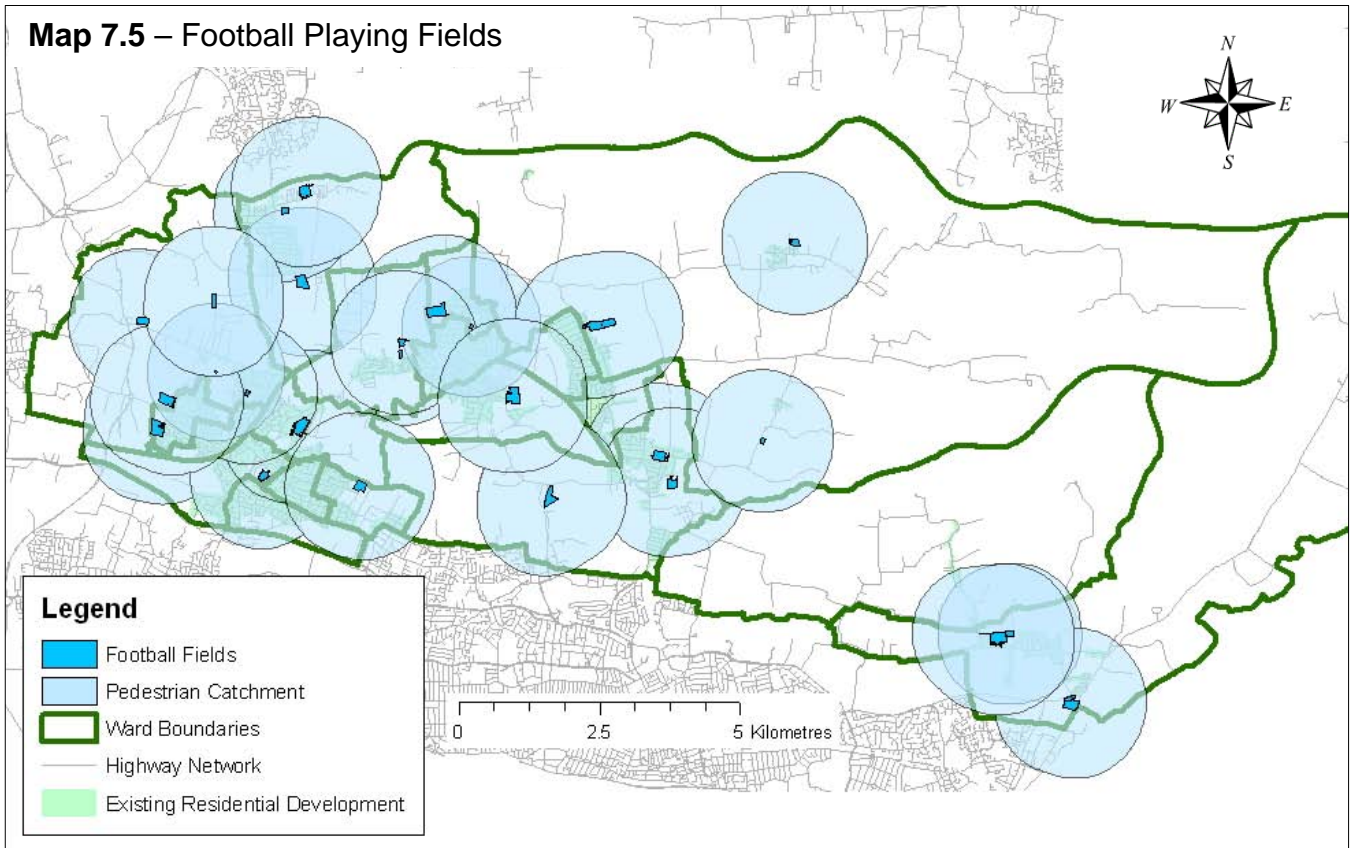 Map 7.5 – Football Playing Fields
N
W E
S
Legend
Football Fields
Pedestrian Catchment
Ward Boundaries
Highway Network
Existing Residential Development
0 2.5 5 Kilometres